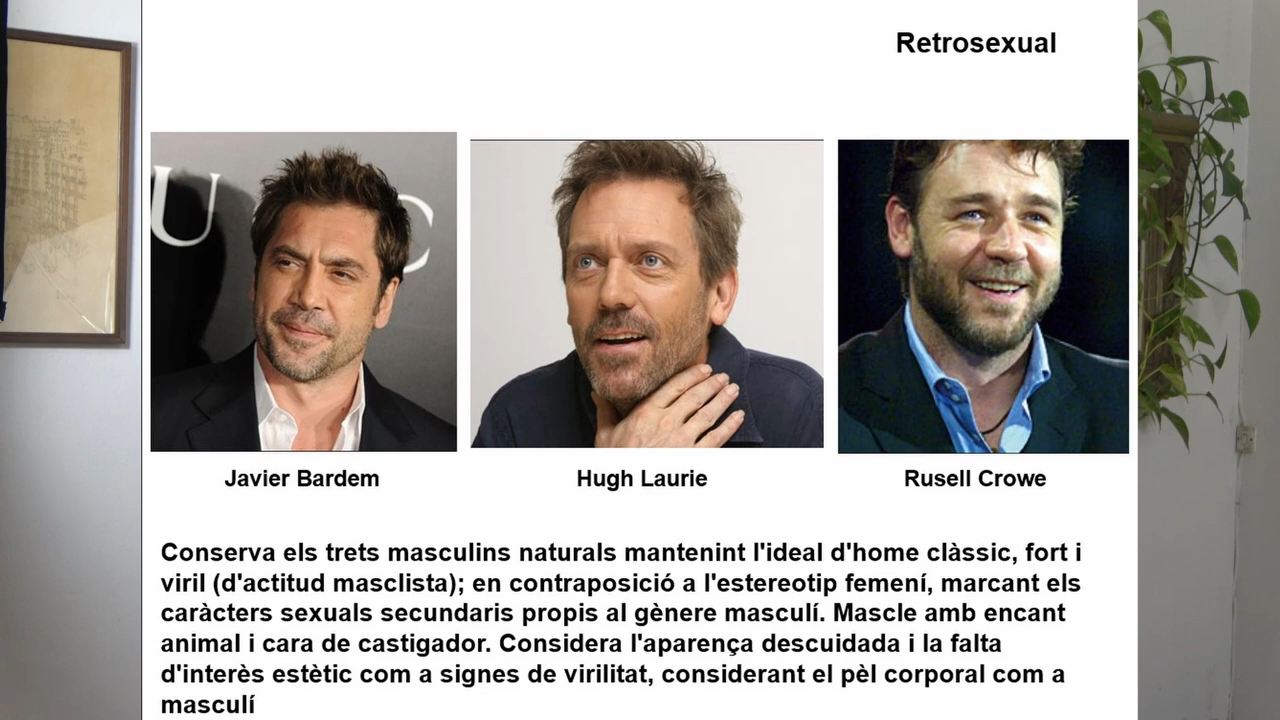 Retrosexual
U C
Javier Bardem
Hugh Laurie
Rusell Crowe
Conserva els trets masculins naturals mantenint l'ideal d'home clàssic, fort i
viril (d'actitud masclista); en contraposició a l'estereotip femení, marcant els
caràcters sexuals secundaris propis al gènere masculí. Mascle amb encant
animal i cara de castigador. Considera l'aparença descuidada i la falta
d'interès estètic com a signes de virilitat, considerant el pèl corporal com a
masculí